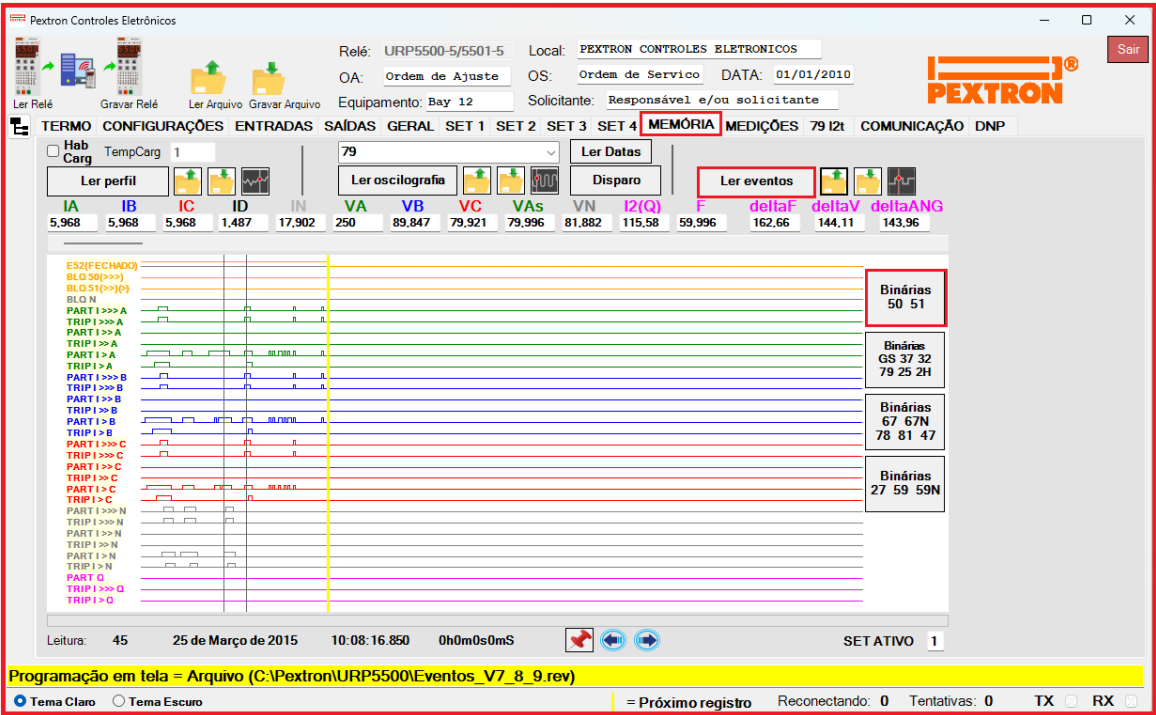 Pextron Controles Eletrônicos
Relé: URP5500-5/5501-5 Local: PEXTRON CONTROLES ELETRONICOS Sair
OA: Ordem de Ajuste OS: Ordem de Servico DATA: 01/01/2010
Ler Relé Gravar Relé Ler Arquivo Gravar Arquivo Equipamento: Bay 12 Solicitante: Responsável e/ou solicitante PEXTRON ®
TERMO CONFIGURAÇÕES ENTRADAS SAÍDAS GERAL SET 1 SET 2 SET 3 SET 4 MEMÓRIA MEDIÇÕES 79 I2t COMUNICAÇÃO DNP
Hab Carg TempCarg 1 79 Ler Datas
Ler perfil Ler oscilografia Disparo Ler eventos
IA IB IC ID IN VA VB VC VAs VN I2(Q) F deltaF deltaV deltaANG
5,968 5,968 5,968 1,487 17,902 250 89,847 79,921 79,996 81,882 115,58 59,996 162,66 144,11 143,96
E52(FECHADO)
BLQ 50(>>>)
BLQ 51(>>)(>)
BLQ N
PART I >>> A
TRIP I >>> A
PART I >> A
TRIP I >> A
PART I > A
TRIP I > A
PART I >>> B
TRIP I >>> B
PART I >> B
TRIP I >> B
PART I > B
TRIP I > B
PART I >>> C
TRIP I >>> C
PART I >> C
TRIP I >> C
PART I > C
TRIP I > C
PART I >>> N
TRIP I >>> N
PART I >> N
TRIP I >> N
PART I > N
TRIP I > N
PART Q
TRIP I >>> Q
TRIP I > Q
Binárias
50 51
Binárias
GS 37 32
79 25 2H
Binárias
67 67N
78 81 47
Binárias
27 59 59N
Leitura: 45 25 de Março de 2015 10:08:16.850 0h0m0s0mS SET ATIVO 1
Programação em tela = Arquivo (C:\Pextron\URP5500\Eventos_V7_8_9.rev)
Tema Claro Tema Escuro = Próximo registro Reconectando: 0 Tentativas: 0 TX RX